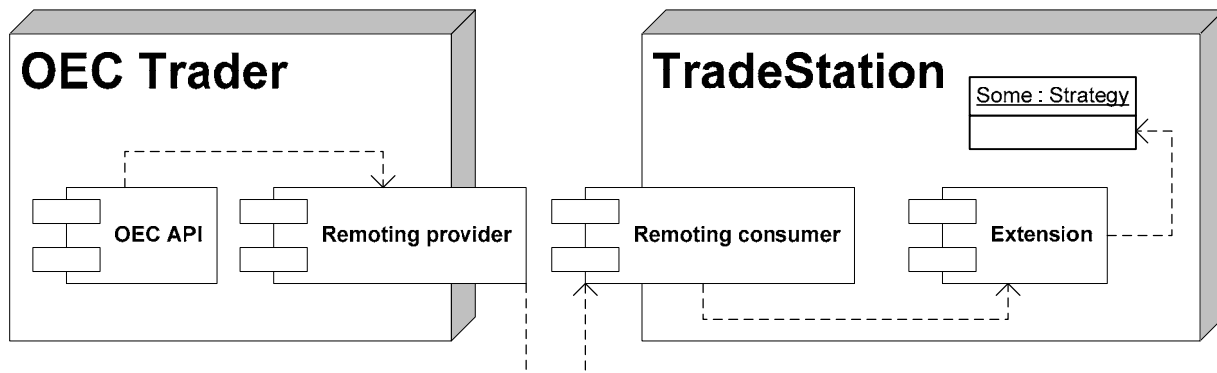 OEC Trader
TradeStation
Some : Strategy
OEC API
Remoting provider
Remoting consumer
Extension